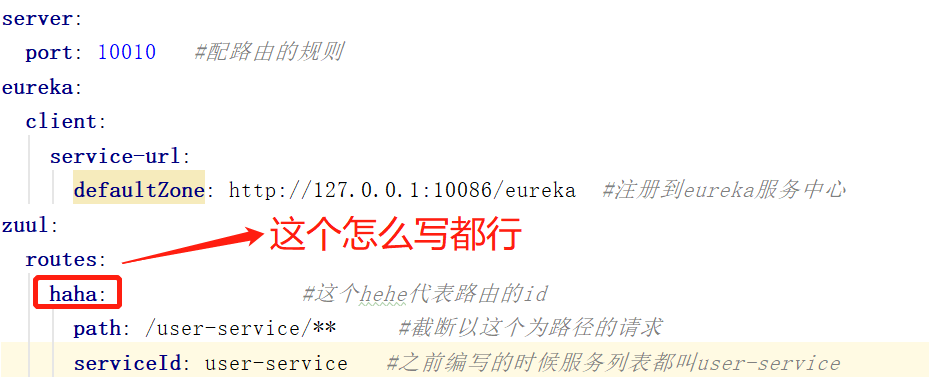 server:
port: 10010 #配路由的规则
eureka:
client:
service-url:
defaultZone: http://127.0.0.1:10086/eureka #注册到eureka服务中心
zuul:
这个怎么写都行
routes:
haha: #这个hehe代表路由的id
path: /user-service/** #截断以这个为路径的请求
serviceId: user-service #之前编写的时候服务列表都叫user-service